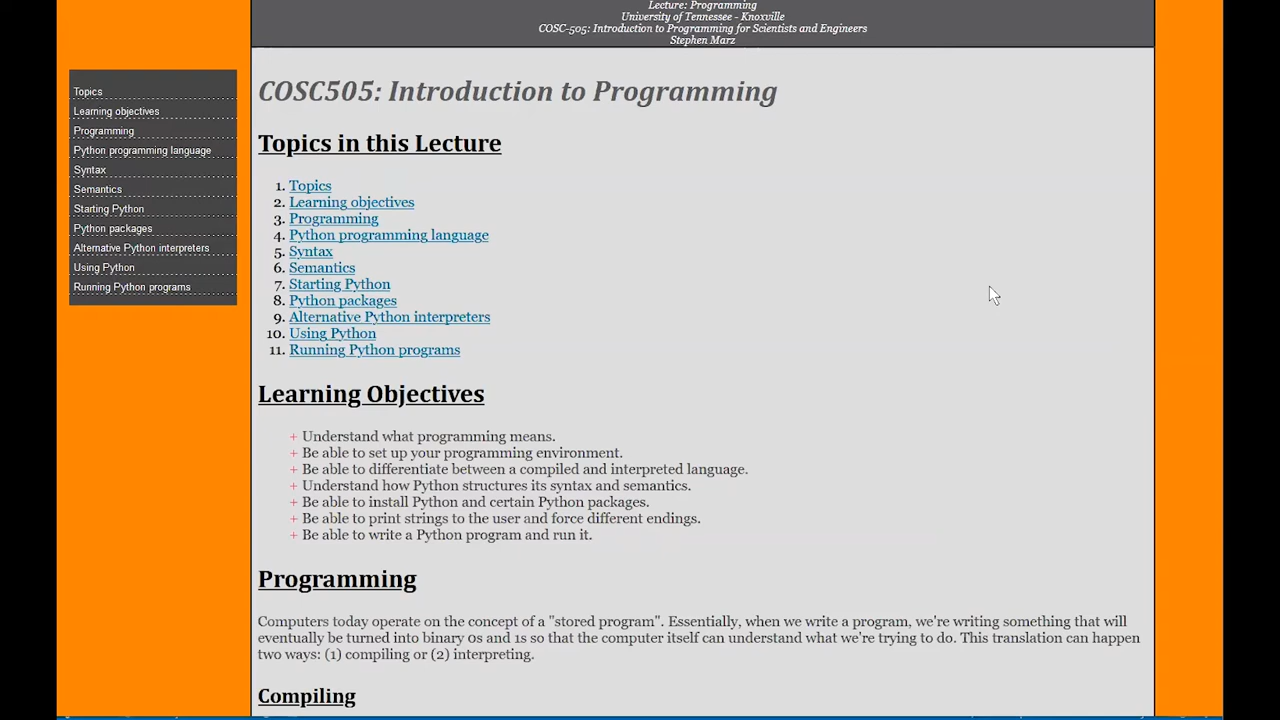 Lecture: Programming
University of Tennessee - Knoxville
COSC-505: Introduction to Programming for Scientists and Engineers
Stephen Marz
Topics
Learning objectives
Programming
Python programming language
Syntax
Semantics
Starting Python
Python packages
Alternative Python interpreters
Using Python
Running Python programs
COSC505: Introduction to Programming
Topics in this Lecture
1. Topics
2. Learning objectives
3. Programming
4. Python programming language
5. Syntax
6. Semantics
7. Starting Python
8. Python packages
9. Alternative Python interpreters
10. Using Python
11. Running Python programs
Learning Objectives
+ Understand what programming means.
+ Be able to set up your programming environment.
+ Be able to differentiate between a compiled and interpreted language.
+ Understand how Python structures its syntax and semantics.
+ Be able to install Python and certain Python packages.
+ Be able to print strings to the user and force different endings.
+ Be able to write a Python program and run it.
Programming
Computers today operate on the concept of a "stored program". Essentially, when we write a program, we're writing something that will
eventually be turned into binary 0s and 1s so that the computer itself can understand what we're trying to do. This translation can happen
two ways: (1) compiling or (2) interpreting.
Compiling